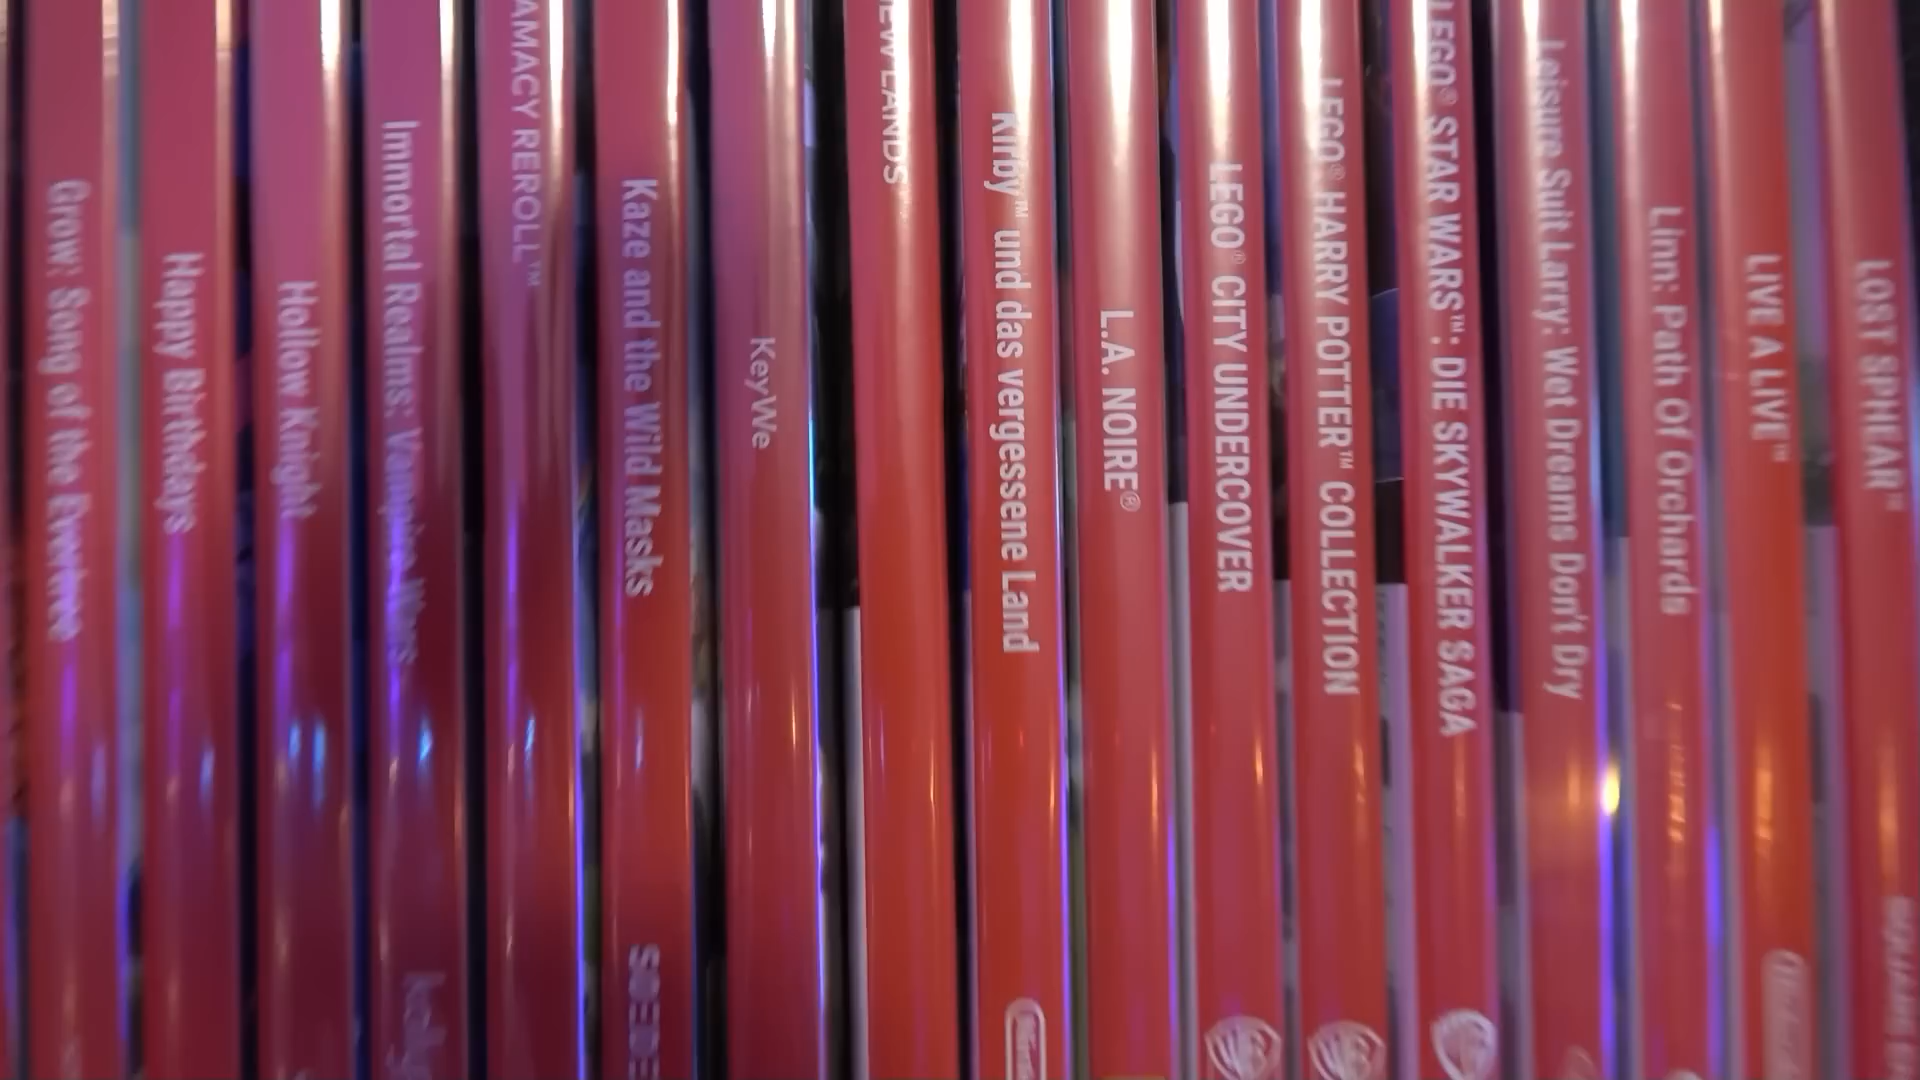 Grow: Song of the Evertree
Happy Birthdays
Hollow Knight
Immortal Realms: Vampire Wars
AMACY REROLL™
Kaze and the Wild Masks
SOEDE
KeyWe
EW LANDS
Kirby™ und das vergessene Land
L.A. NOIRE®
LEGO® CITY UNDERCOVER
LEGO® HARRY POTTER™ COLLECTION
LEGO® STAR WARS™: DIE SKYWALKER SAGA
Leisure Suit Larry: Wet Dreams Don't Dry
Linn: Path Of Orchards
LIVE A LIVE™
LOST SPHEAR™